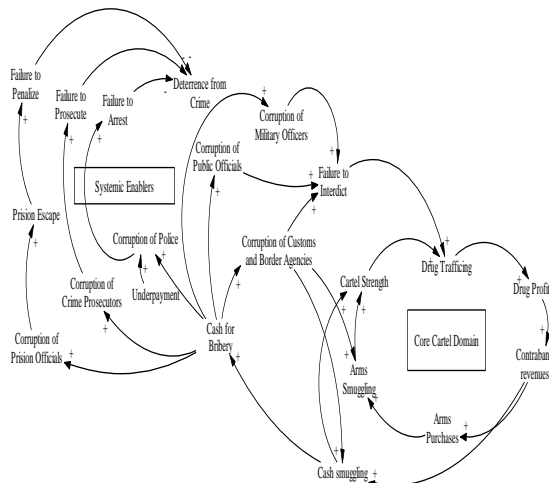 Failure to
Penalize
Failure to
Prosecute
Failure to
Arrest
Deterrence from
Crime
Corruption of
Military Officers
Corruption of
Public Officials
Failure to
Interdict
Systemic Enablers
Prision Escape
Corruption of Police
Corruption of Customs
and Border Agencies
Cartel Strength
Drug Trafficking
Drug Profit
Corruption of
Crime Prosecutors
Underpayment
Cash for
Bribery
Core Cartel Domain
Corruption of
Prision Officials
Contraban
revenues
Arms
Smuggling
Arms
Purchases
Cash smuggling